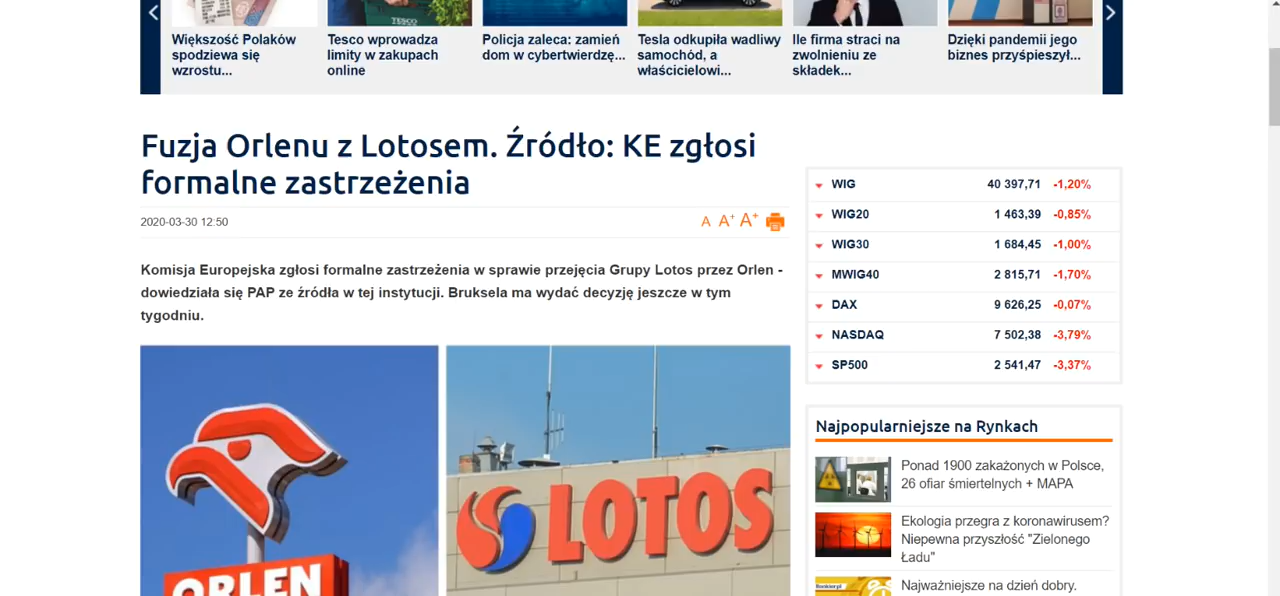 TESCO
Większość Polaków
spodziewa się
wzrostu...
Tesco wprowadza
limity w zakupach
online
Policja zaleca: zamień
dom w cybertwierdzę...
Tesla odkupiła wadliwy
samochód, a
właścicielowi...
Ile firma straci na
zwolnieniu ze
składek...
Dzięki pandemii jego
biznes przyśpieszył...
Fuzja Orlenu z Lotosem. Źródło: KE zgłosi
formalne zastrzeżenia
2020-03-30 12:50
A A+ A+
Komisja Europejska zgłosi formalne zastrzeżenia w sprawie przejęcia Grupy Lotos przez Orlen -
dowiedziała się PAP ze źródła w tej instytucji. Bruksela ma wydać decyzję jeszcze w tym
tygodniu.
ORLEN
LOTOS
WIG 40 397,71 -1,20%
WIG20 1 463,39 -0,85%
WIG30 1 684,45 -1,00%
MWIG40 2 815,71 -1,70%
DAX 9 626,25 -0,07%
NASDAQ 7 502,38 -3,79%
SP500 2 541,47 -3,37%
Najpopularniejsze na Rynkach
Ponad 1900 zakażonych w Polsce,
26 ofiar śmiertelnych + MAPA
Ekologia przegra z koronawirusem?
Niepewna przyszłość "Zielonego
Ładu"
Najważniejsze na dzień dobry.